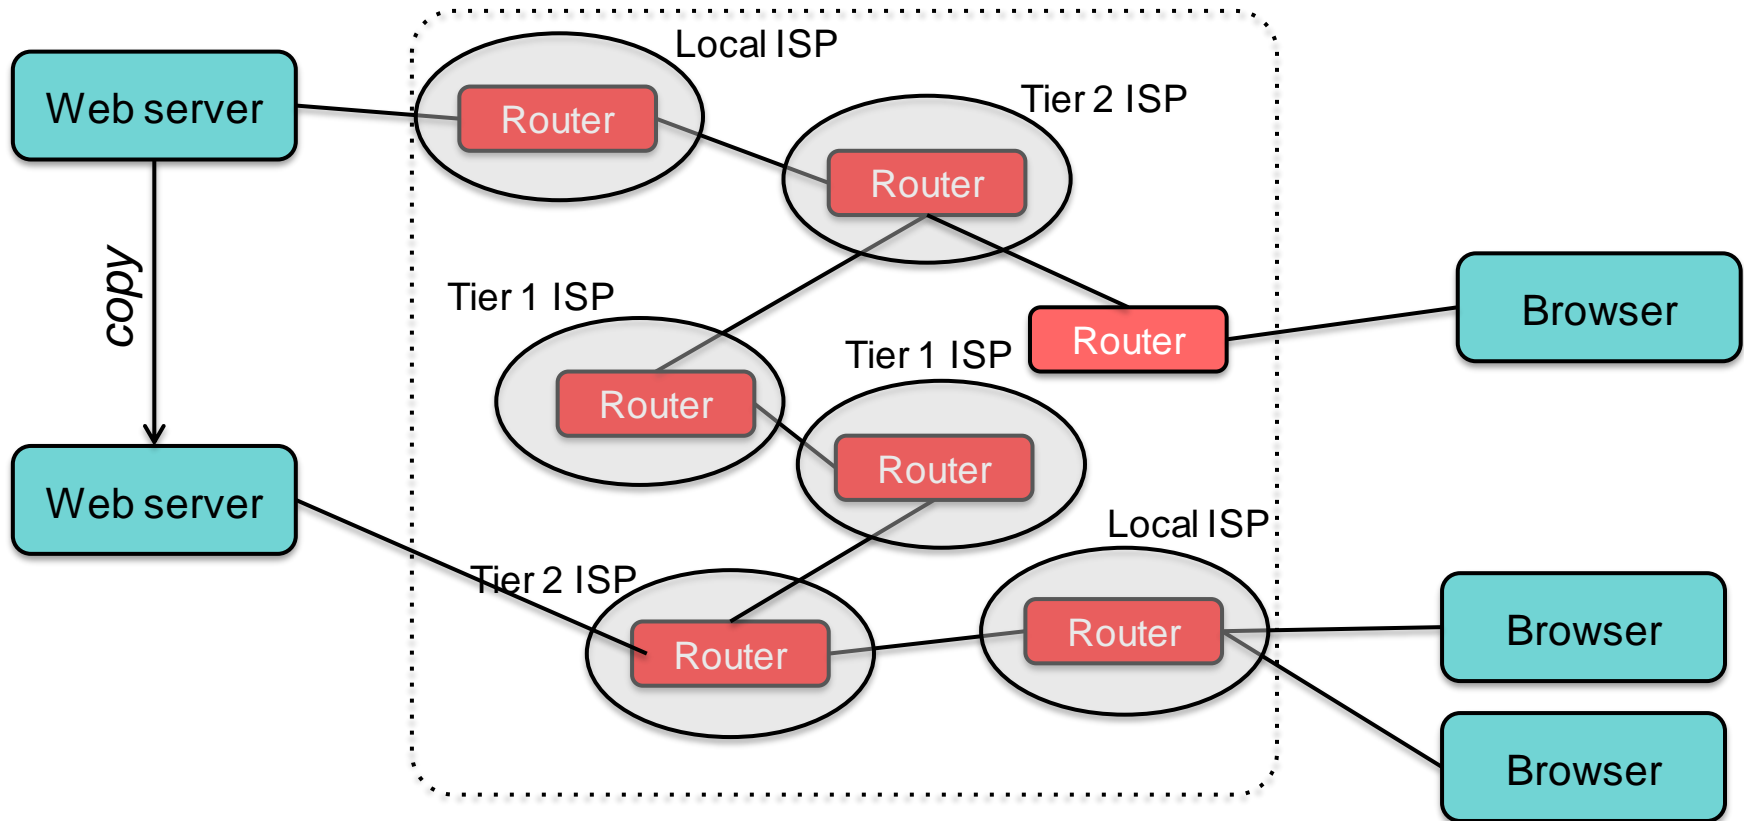 Local ISP
Web server
Router
Tier 2 ISP
Router
copy
Tier 1 ISP
Browser
Router
Tier 1 ISP
Router
Router
Web server
Local ISP
Tier 2 ISP
Router
Router
Browser
Browser